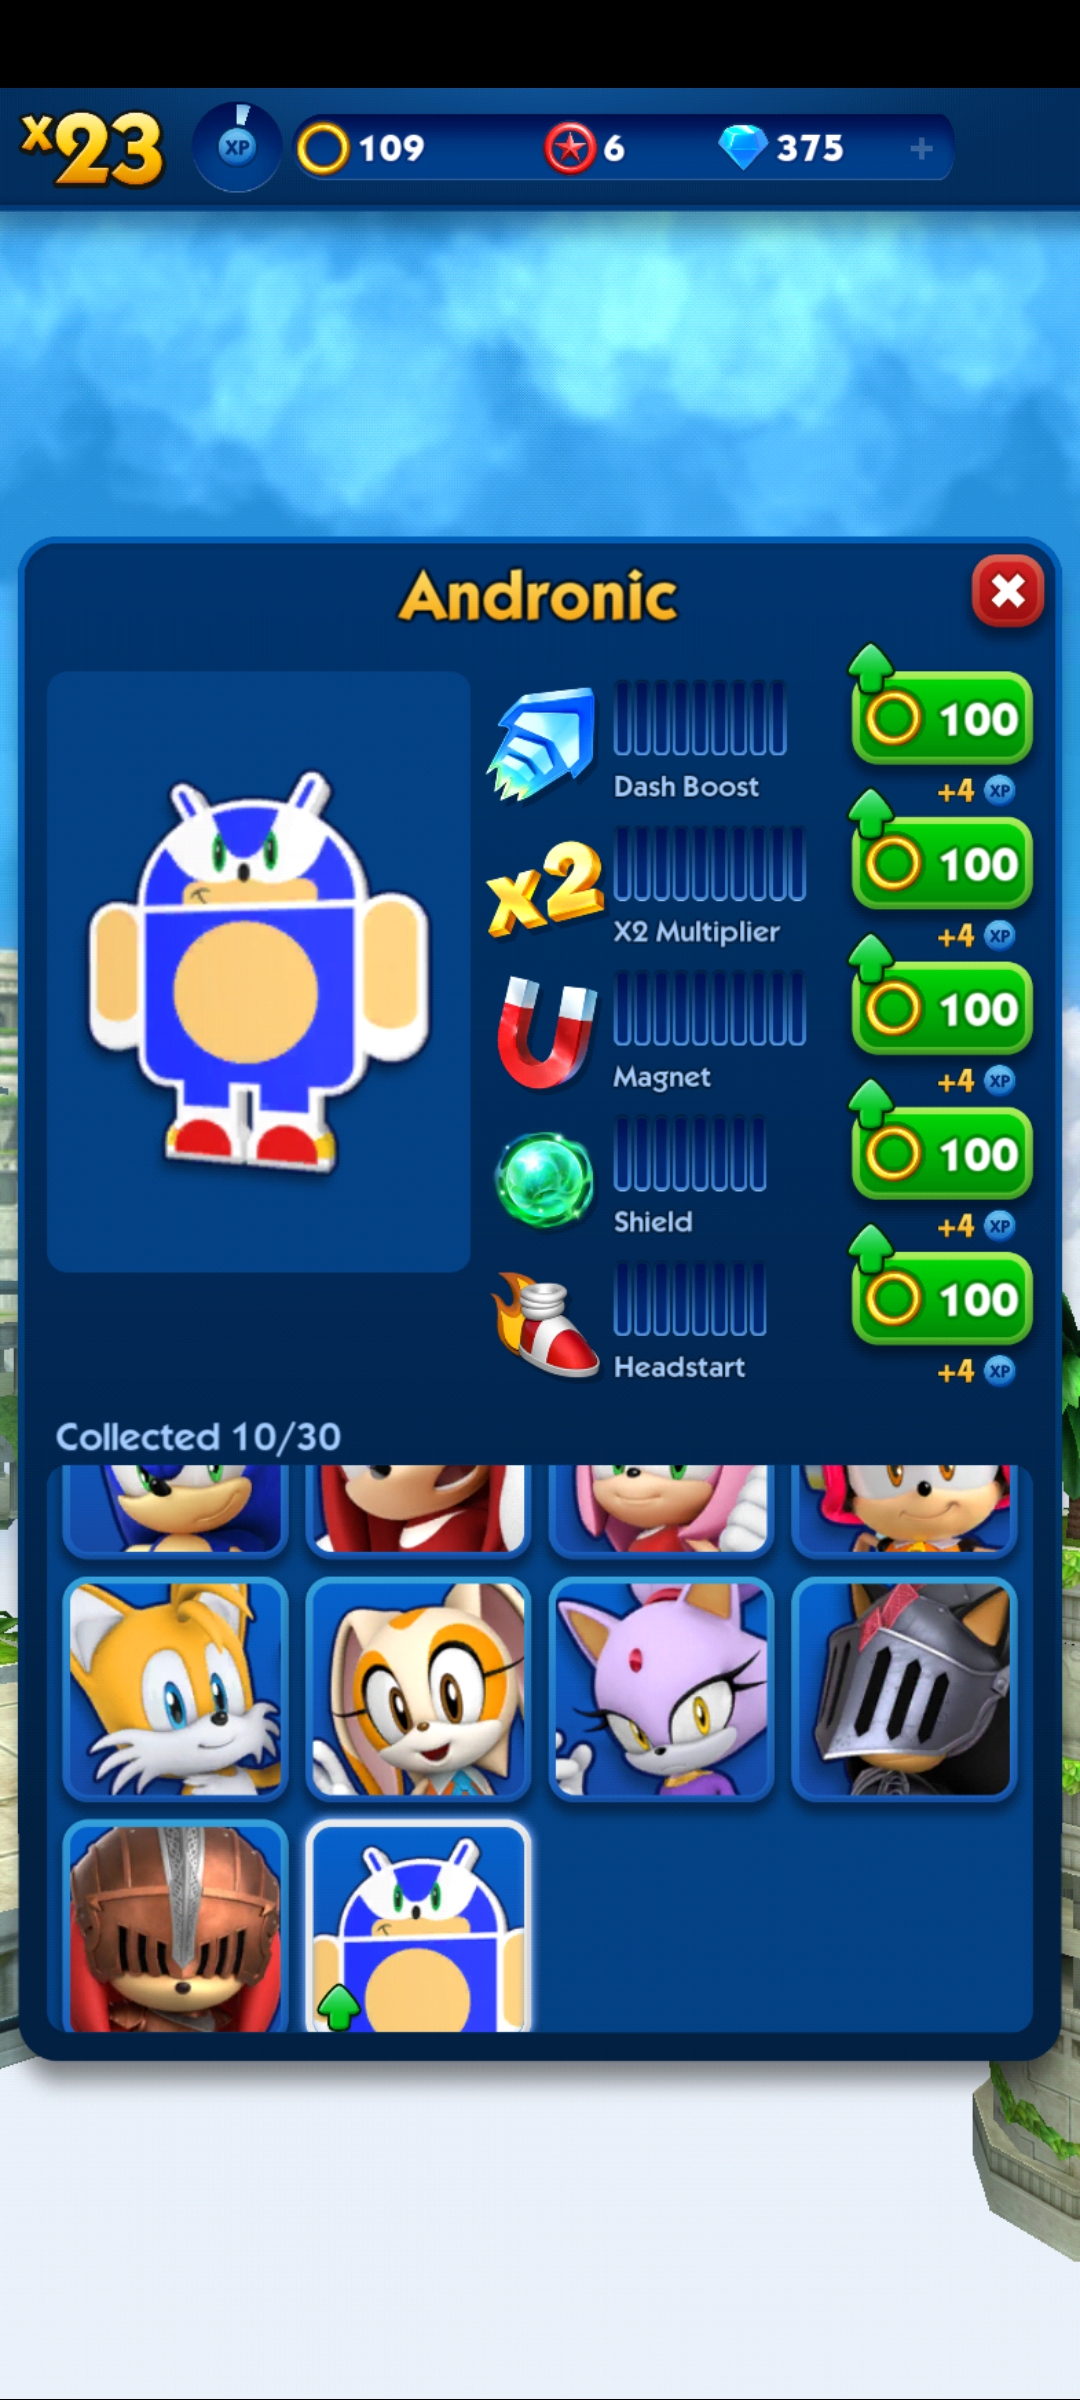 x23 XP 109 6 375 +
Andronic
100
Dash Boost
+4 XP
x2 100
X2 Multiplier
+4 XP
100
Magnet
+4 XP
100
Shield
+4 XP
100
Headstart
+4 XP
Collected 10/30